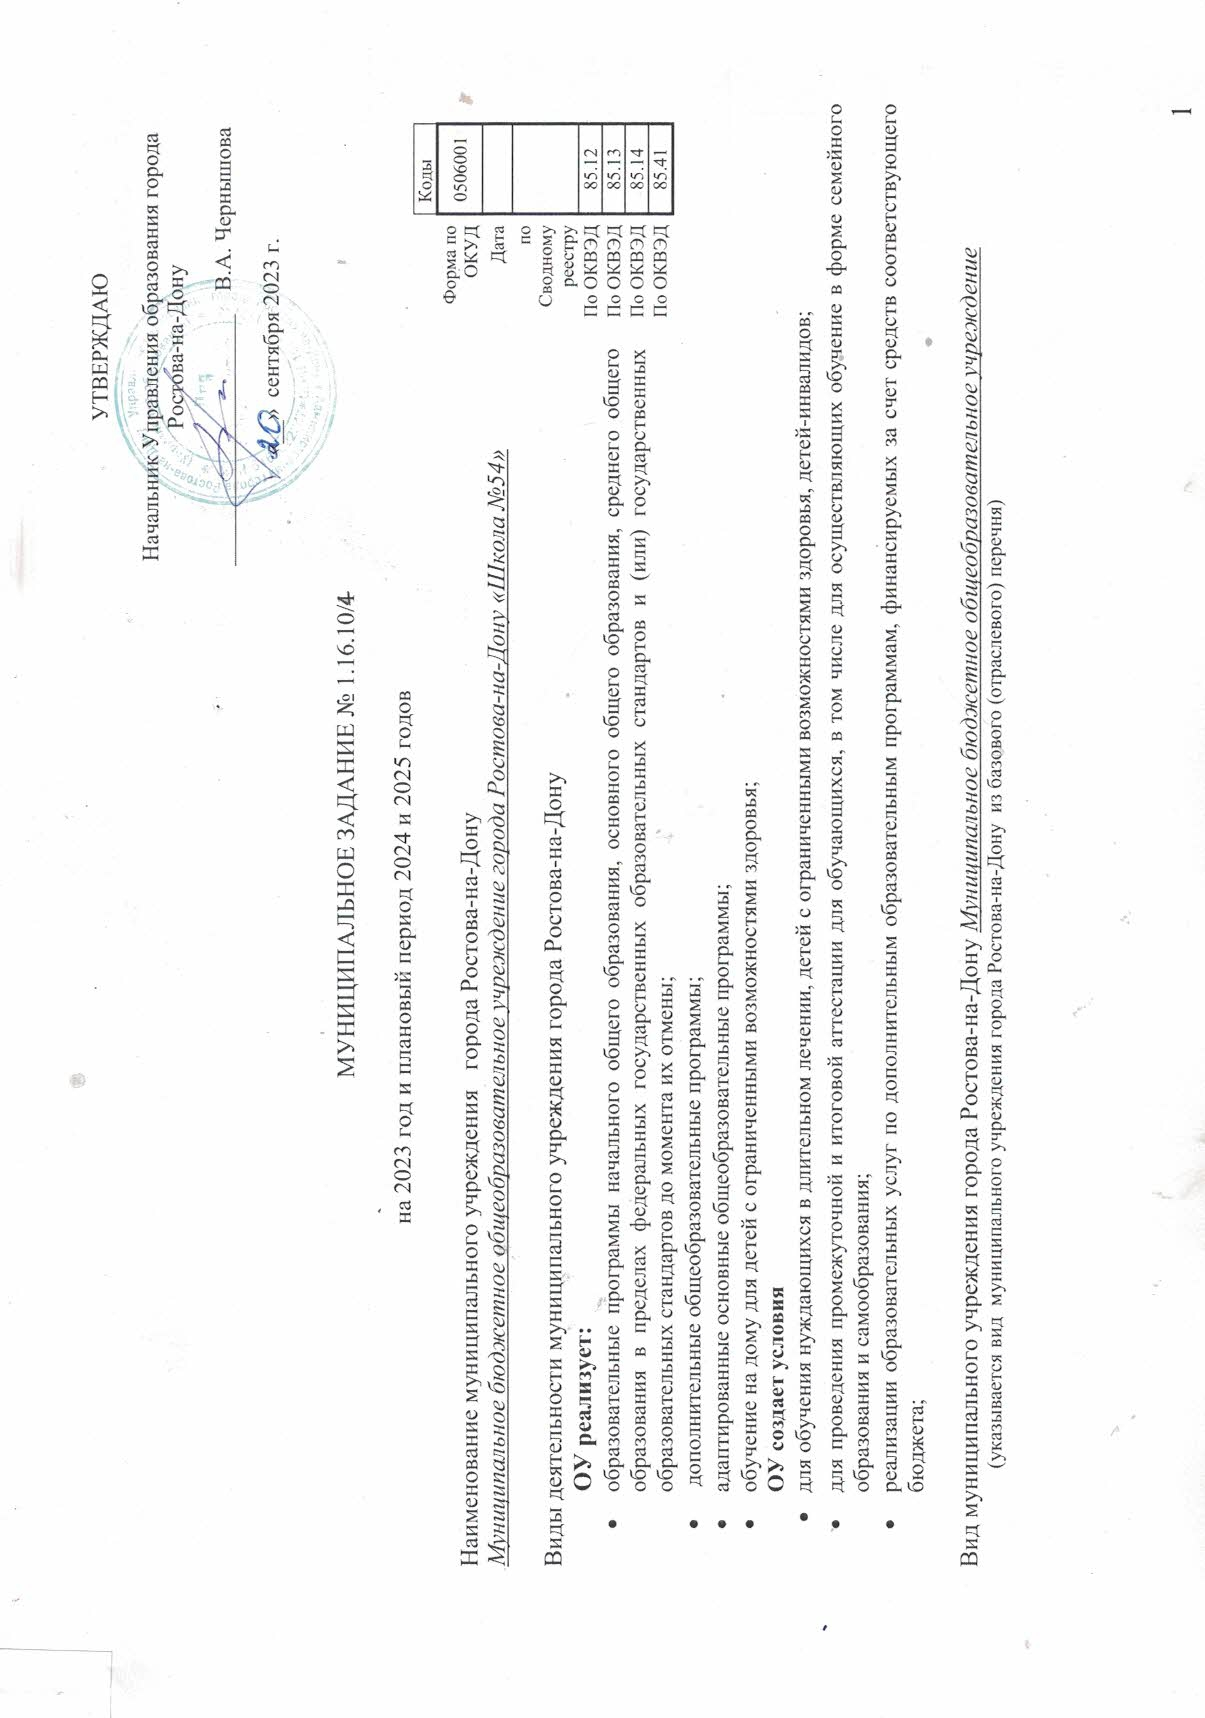 УТВЕРЖДАЮ
Начальник Управления образования города
Ростова-на-Дону
В.А. Чернышова
«20» сентября 2023 г.
МУНИЦИПАЛЬНОЕ ЗАДАНИЕ № 1.16.10/4
на 2023 год и плановый период 2024 и 2025 годов
Коды
Форма по ОКУД 0506001
Дата
по Сводному реестру
По ОКВЭД 85.12
По ОКВЭД 85.13
По ОКВЭД 85.14
По ОКВЭД 85.41
Наименование муниципального учреждения города Ростова-на-Дону
Муниципальное бюджетное общеобразовательное учреждение города Ростова-на-Дону «Школа №54»
Виды деятельности муниципального учреждения города Ростова-на-Дону
ОУ реализует:
• образовательные программы начального общего образования, основного общего образования, среднего общего
образования в пределах федеральных государственных образовательных стандартов и (или) государственных
образовательных стандартов до момента их отмены;
• дополнительные общеобразовательные программы;
• адаптированные основные общеобразовательные программы;
• обучение на дому для детей с ограниченными возможностями здоровья;
ОУ создает условия
• для обучения нуждающихся в длительном лечении, детей с ограниченными возможностями здоровья, детей-инвалидов;
• для проведения промежуточной и итоговой аттестации для обучающихся, в том числе для осуществляющих обучение в форме семейного
образования и самообразования;
• реализации образовательных услуг по дополнительным образовательным программам, финансируемых за счет средств соответствующего
бюджета;
Вид муниципального учреждения города Ростова-на-Дону Муниципальное бюджетное общеобразовательное учреждение
(указывается вид муниципального учреждения города Ростова-на-Дону из базового (отраслевого) перечня)
1